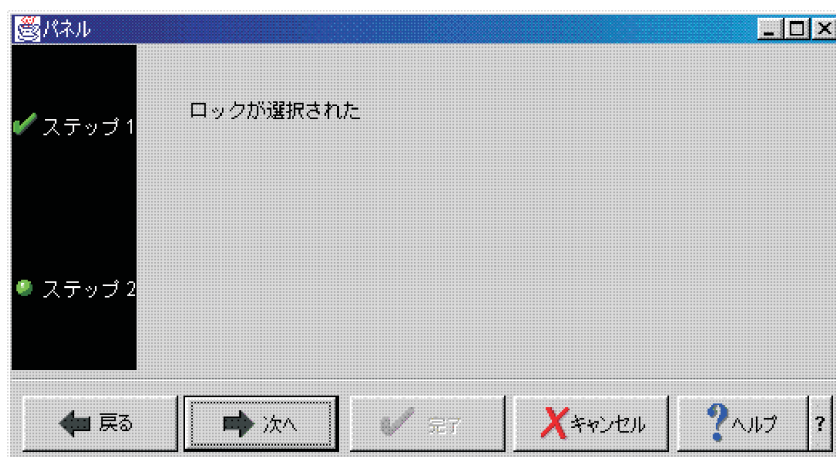 パネル
ステップ 1
ロックが選択された
ステップ 2
戻る
次へ
完了
キャンセル
ヘルプ
?